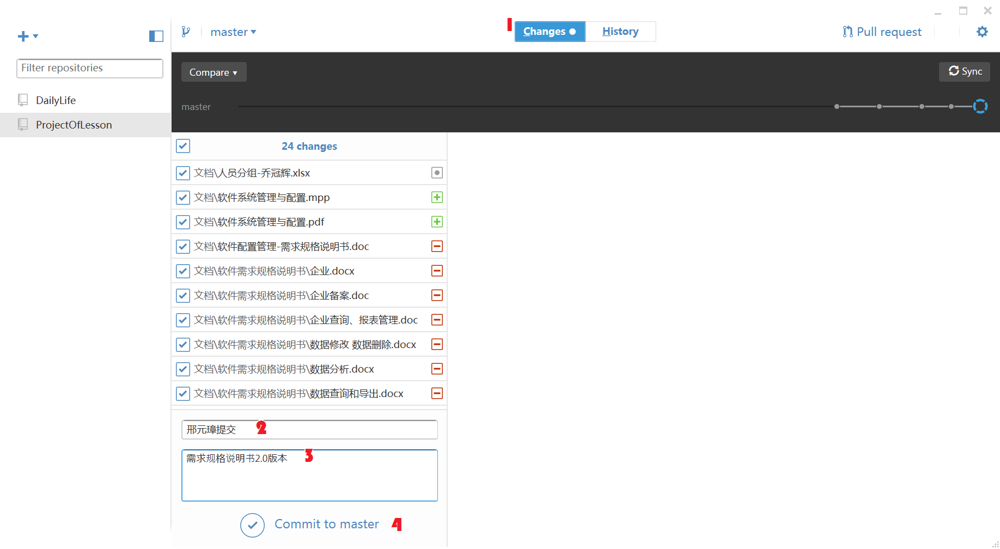 master
1
Changes
History
Pull request
Filter repositories
DailyLife
ProjectOfLesson
Compare
Sync
master
24 changes
文档\人员分组-乔冠辉.xlsx
文档\软件系统管理与配置.mpp
文档\软件系统管理与配置.pdf
文档\软件配置管理-需求规格说明书.doc
文档\软件需求规格说明书\企业.docx
文档\软件需求规格说明书\企业备案.doc
文档\软件需求规格说明书\企业查询、报表管理.doc
文档\软件需求规格说明书\数据修改 数据删除.docx
文档\软件需求规格说明书\数据分析.docx
文档\软件需求规格说明书\数据查询和导出.docx
邢元璋提交 2
需求规格说明书2.0版本 3
Commit to master 4